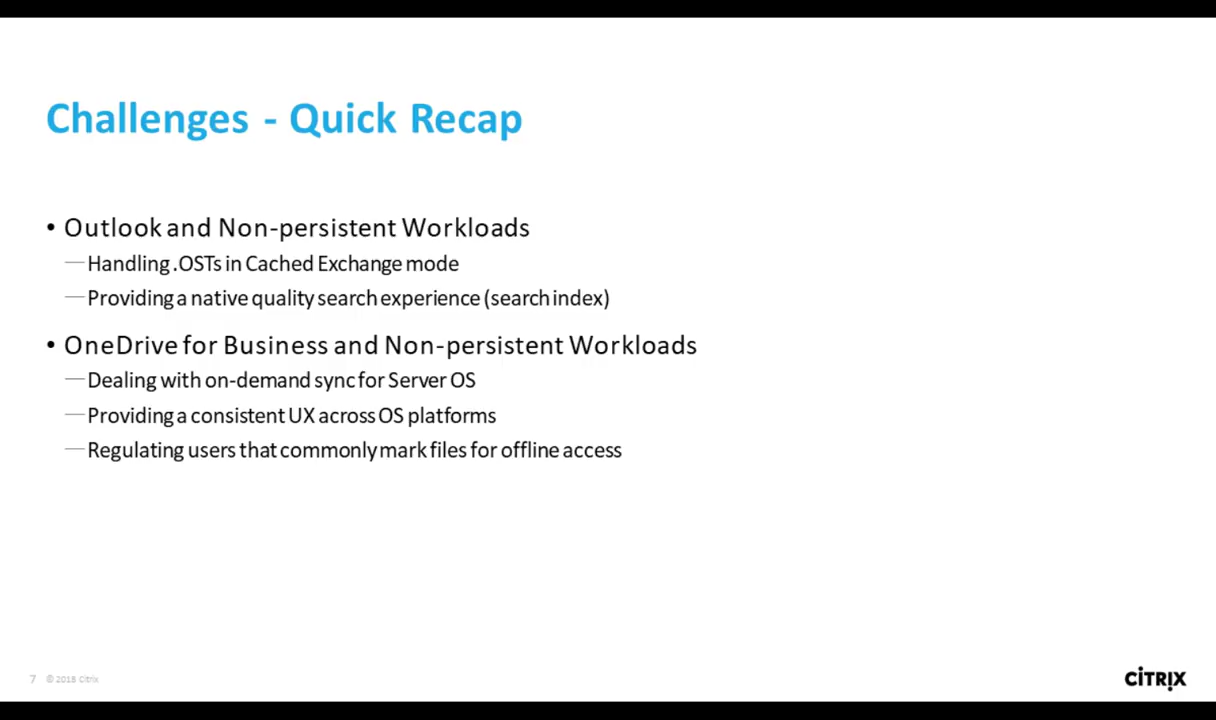 Challenges - Quick Recap
• Outlook and Non-persistent Workloads
— Handling .OSTs in Cached Exchange mode
— Providing a native quality search experience (search index)
• OneDrive for Business and Non-persistent Workloads
— Dealing with on-demand sync for Server OS
— Providing a consistent UX across OS platforms
— Regulating users that commonly mark files for offline access
7 © 2018 Citrix
CITRIX